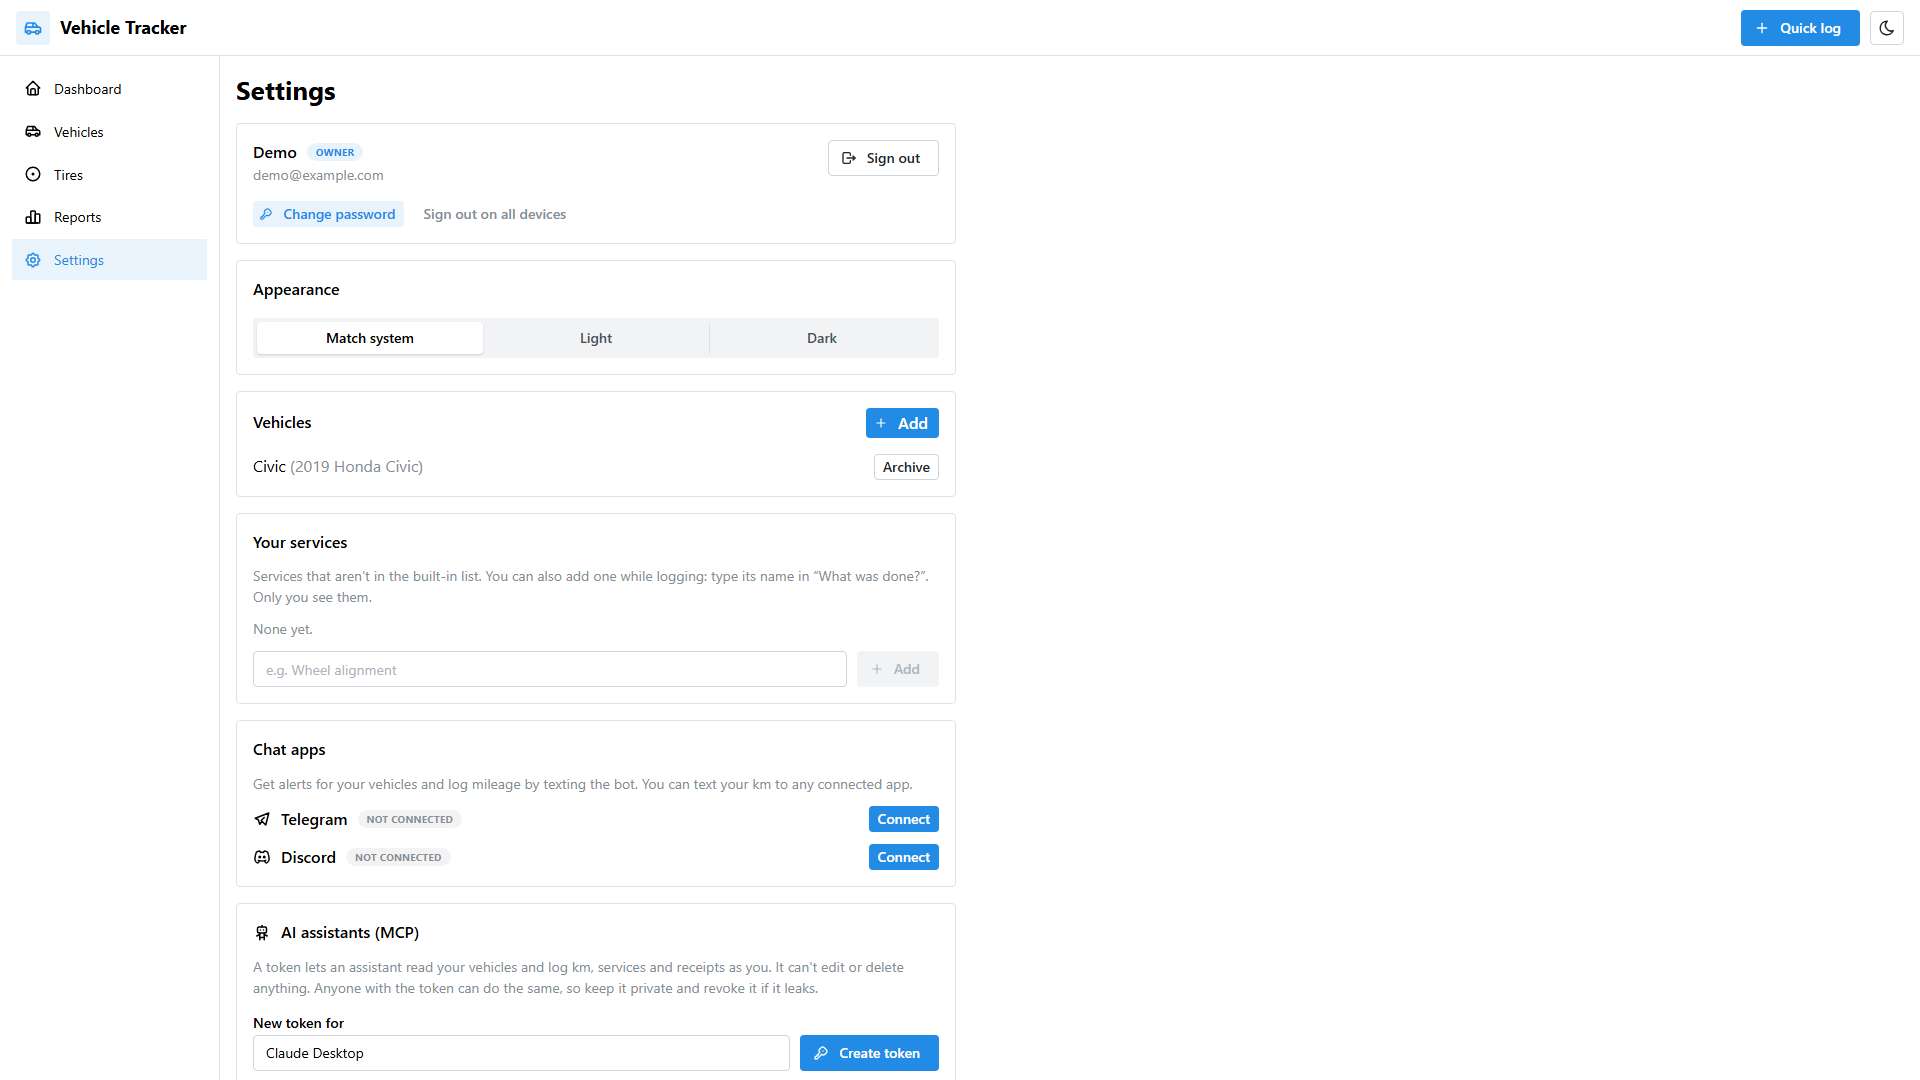 Vehicle Tracker
Quick log
Dashboard
Vehicles
Tires
Reports
Settings
Settings
Demo OWNER
demo@example.com
Sign out
Change password
Sign out on all devices
Appearance
Match system
Light
Dark
Vehicles
Add
Civic (2019 Honda Civic)
Archive
Your services
Services that aren't in the built-in list. You can also add one while logging: type its name in “What was done?”.
Only you see them.
None yet.
e.g. Wheel alignment
Add
Chat apps
Get alerts for your vehicles and log mileage by texting the bot. You can text your km to any connected app.
Telegram NOT CONNECTED
Connect
Discord NOT CONNECTED
Connect
AI assistants (MCP)
A token lets an assistant read your vehicles and log km, services and receipts as you. It can't edit or delete
anything. Anyone with the token can do the same, so keep it private and revoke it if it leaks.
New token for
Claude Desktop
Create token